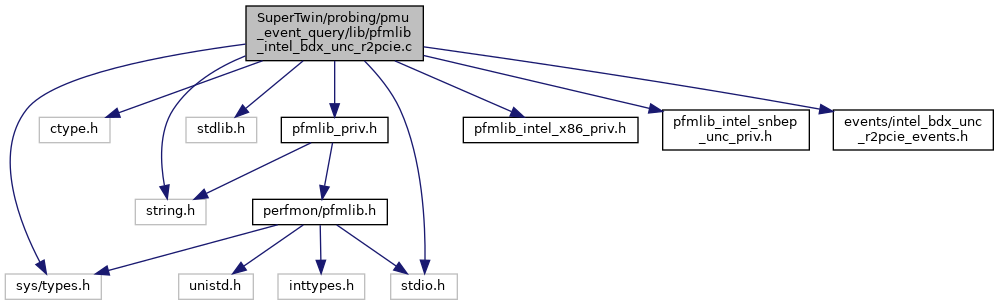 SuperTwin/probing/pmu
_event_query/lib/pfmlib
_intel_bdx_unc_r2pcie.c
ctype.h
stdlib.h
pfmlib_priv.h
pfmlib_intel_x86_priv.h
pfmlib_intel_snbep
_unc_priv.h
events/intel_bdx_unc
_r2pcie_events.h
string.h
perfmon/pfmlib.h
sys/types.h
unistd.h
inttypes.h
stdio.h